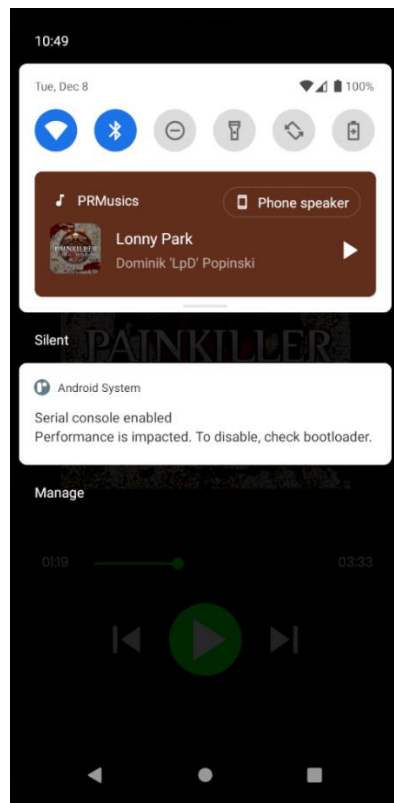 10:49
Tue, Dec 8
100%
PRMusics
Phone speaker
PAINKILLER
Lonny Park
Dominik 'LpD' Popinski
Silent
PAINKILLER
Android System
Serial console enabled
Performance is impacted. To disable, check bootloader.
Manage
01:19
03:33